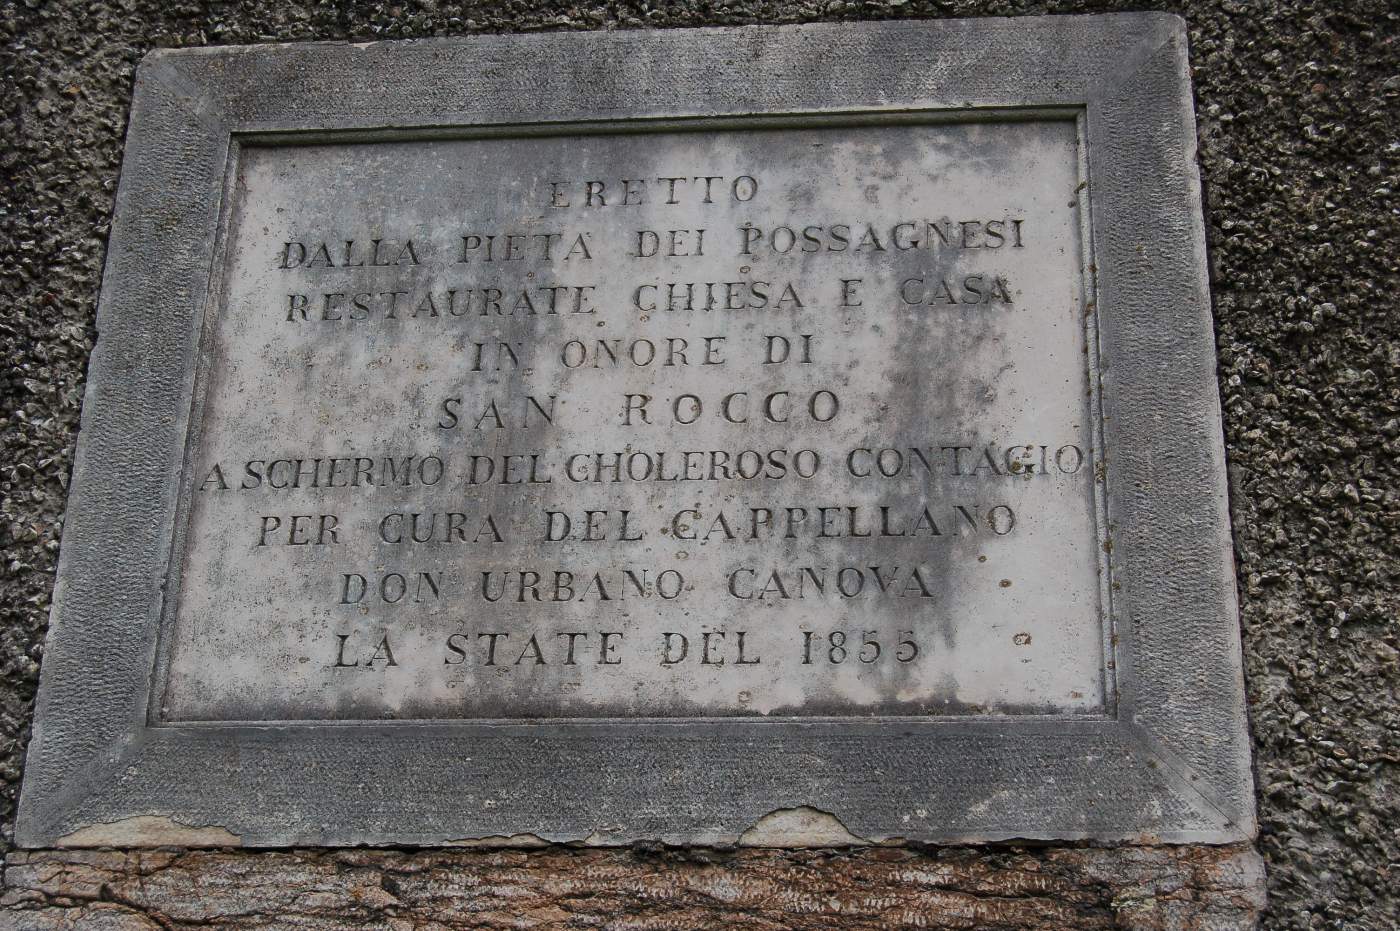 ERETTO
DALLA PIETA DEI POSSAGNESI
RESTAURATE CHIESA E CASA
IN ONORE DI
SAN ROCCO
A SCHERMO DEL CHOLEROSO CONTAGIO
PER CURA DEL CAPPELLANO
DON URBANO CANOVA
LA STATE DEL 1855